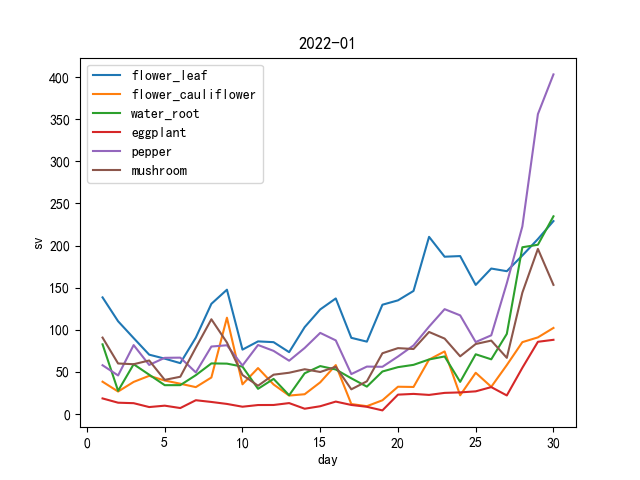 2022-01
flower_leaf
flower_cauliflower
water_root
eggplant
pepper
mushroom
400
350
300
250
200
150
100
50
0
sv
0 5 10 15 20 25 30
day